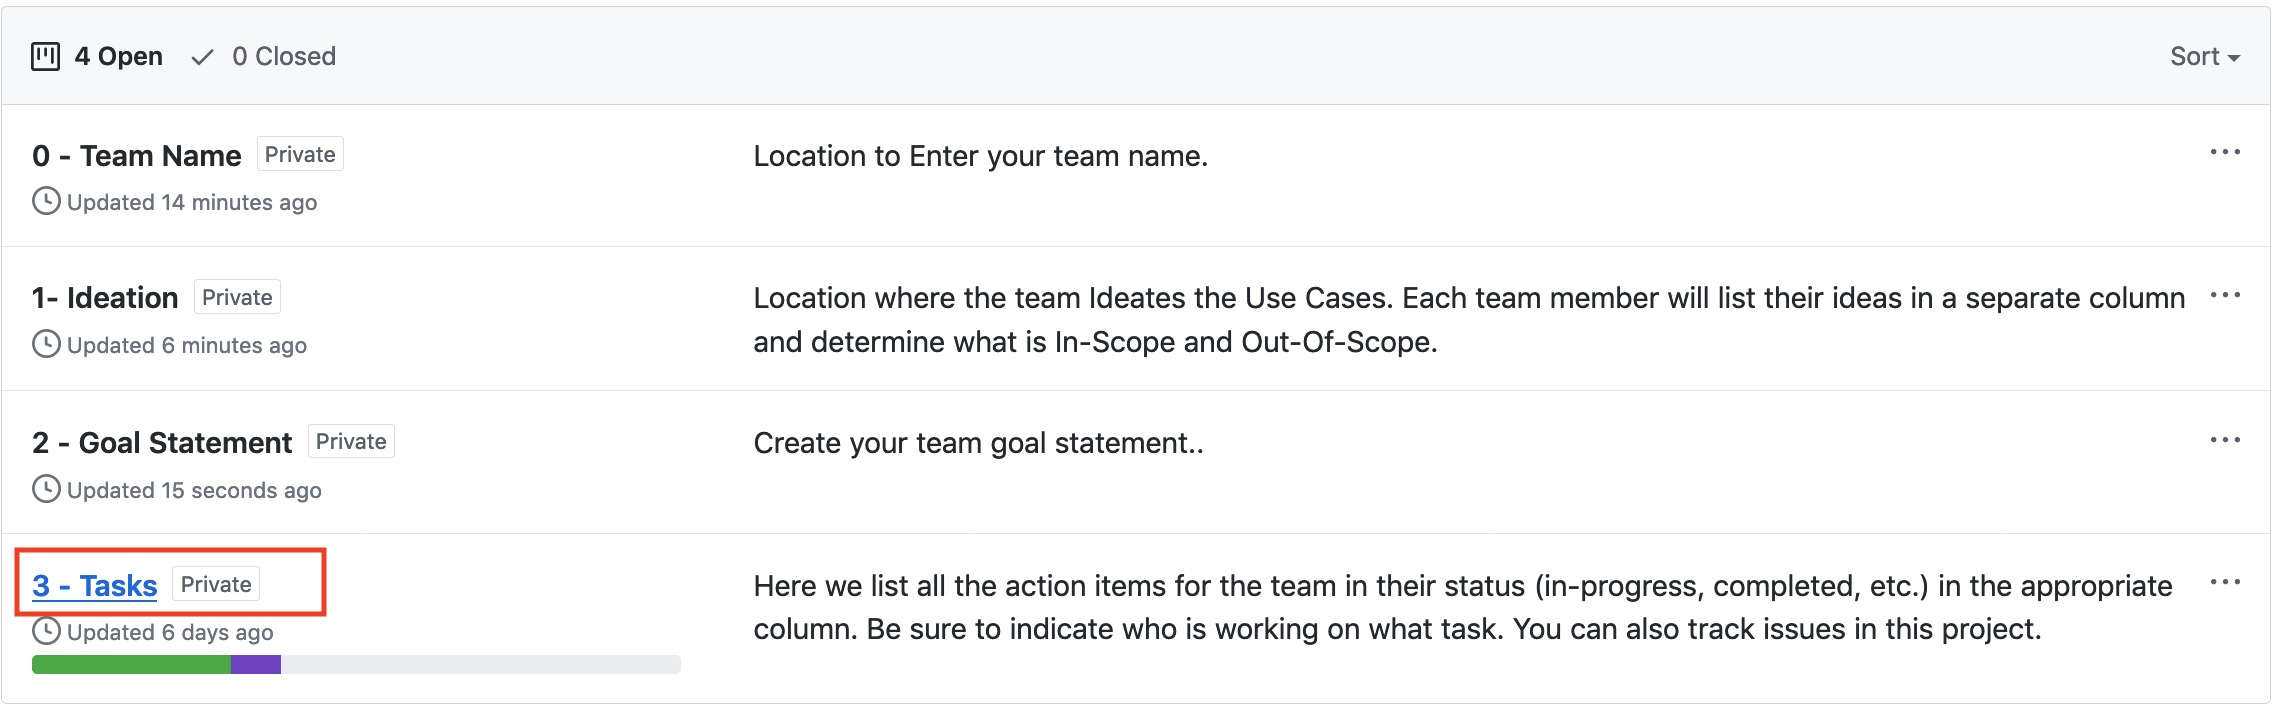 4 Open 0 Closed Sort
0 - Team Name Private
Updated 14 minutes ago
Location to Enter your team name.
1- Ideation Private
Updated 6 minutes ago
Location where the team Ideates the Use Cases. Each team member will list their ideas in a separate column
and determine what is In-Scope and Out-Of-Scope.
2 - Goal Statement Private
Updated 15 seconds ago
Create your team goal statement..
3 - Tasks Private
Updated 6 days ago
Here we list all the action items for the team in their status (in-progress, completed, etc.) in the appropriate
column. Be sure to indicate who is working on what task. You can also track issues in this project.